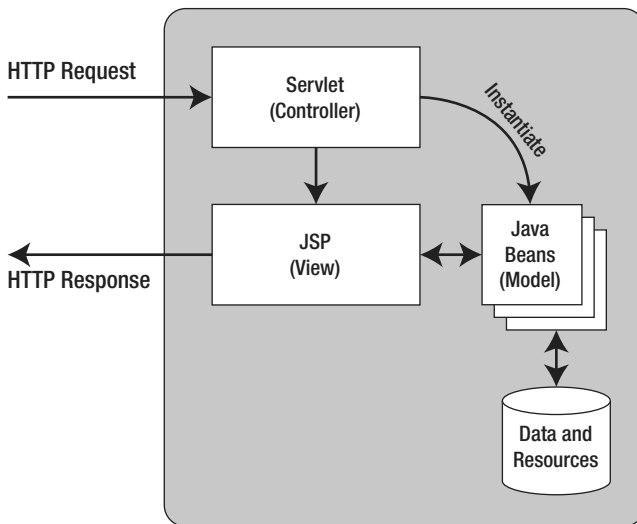 HTTP Request
Servlet
(Controller)
Instantiate
JSP
(View)
Java
Beans
(Model)
HTTP Response
Data and
Resources